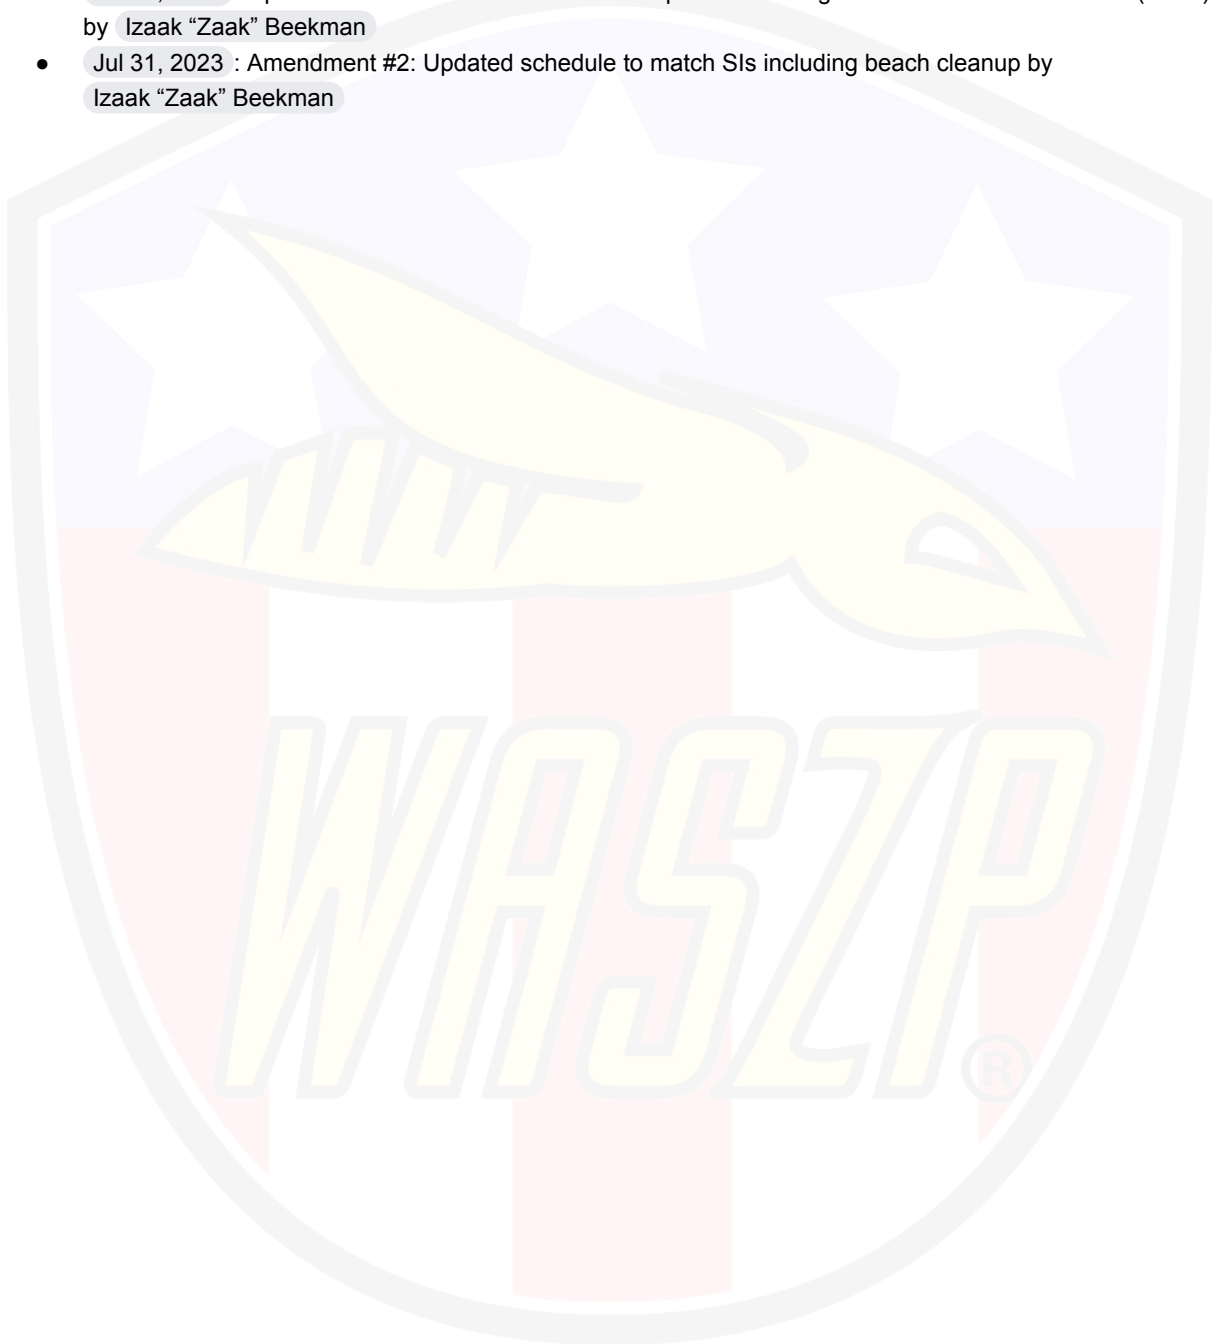 by Izaak “Zaak” Beekman
● Jul 31, 2023 : Amendment #2: Updated schedule to match SIs including beach cleanup by
Izaak “Zaak” Beekman
WASZP
®